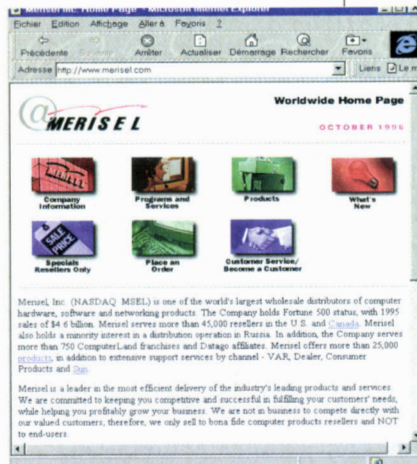 Merisel Inc. Home Page - Microsoft Internet Explorer
Fichier Edition Affichage Aller à Favoris ?
Précédente Arrêter Actualiser Démarrage Rechercher Favoris
Adresse http://www.merisel.com Liens Le m
@MERISEL
Worldwide Home Page
OCTOBER 1996
MERISEL
SALE
PRICE
Company
Information
Programs and
Services
Products
What's
New
Specials
Resellers Only
Place an
Order
Customer Service/
Become a Customer
Merisel, Inc. (NASDAQ: MSEL) is one of the world's largest wholesale distributors of computer
hardware, software and networking products. The Company holds Fortune 500 status, with 1995
sales of $4.6 billion. Merisel serves more than 45,000 resellers in the U.S. and Canada. Merisel
also holds a minority interest in a distribution operation in Russia. In addition, the Company serves
more than 750 ComputerLand franchises and Datago affiliates. Merisel offers more than 25,000
products, in addition to extensive support services by channel - VAR, Dealer, Consumer
Products and Sun.
Merisel is a leader in the most efficient delivery of the industry's leading products and services.
We are committed to keeping you competitive and successful in fulfilling your customers' needs,
while helping you profitably grow your business. We are not in business to compete directly with
our valued customers, therefore, we only sell to bona fide computer products resellers and NOT
to end-users.